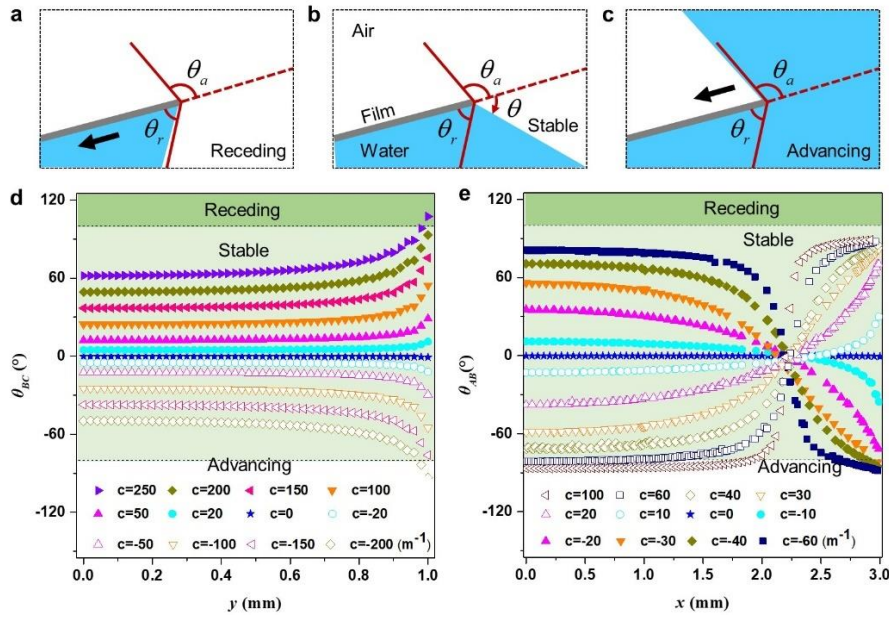 a
b
c
θa
θr
Receding
Air
θa
θ
Film
θr
Water
Stable
θa
θr
Advancing
d
e
120
60
0
-60
-120
θBC (°)
Receding
Stable
Advancing
c=250 c=200 c=150 c=100
c=50 c=20 c=0 c=-20
c=-50 c=-100 c=-150 c=-200 (m⁻¹)
0.0 0.2 0.4 0.6 0.8 1.0
y (mm)
120
60
0
-60
-120
θAB (°)
Receding
Stable
Advancing
c=100 c=60 c=40 c=30
c=20 c=10 c=0 c=-10
c=-20 c=-30 c=-40 c=-60 (m⁻¹)
0.0 0.5 1.0 1.5 2.0 2.5 3.0
x (mm)